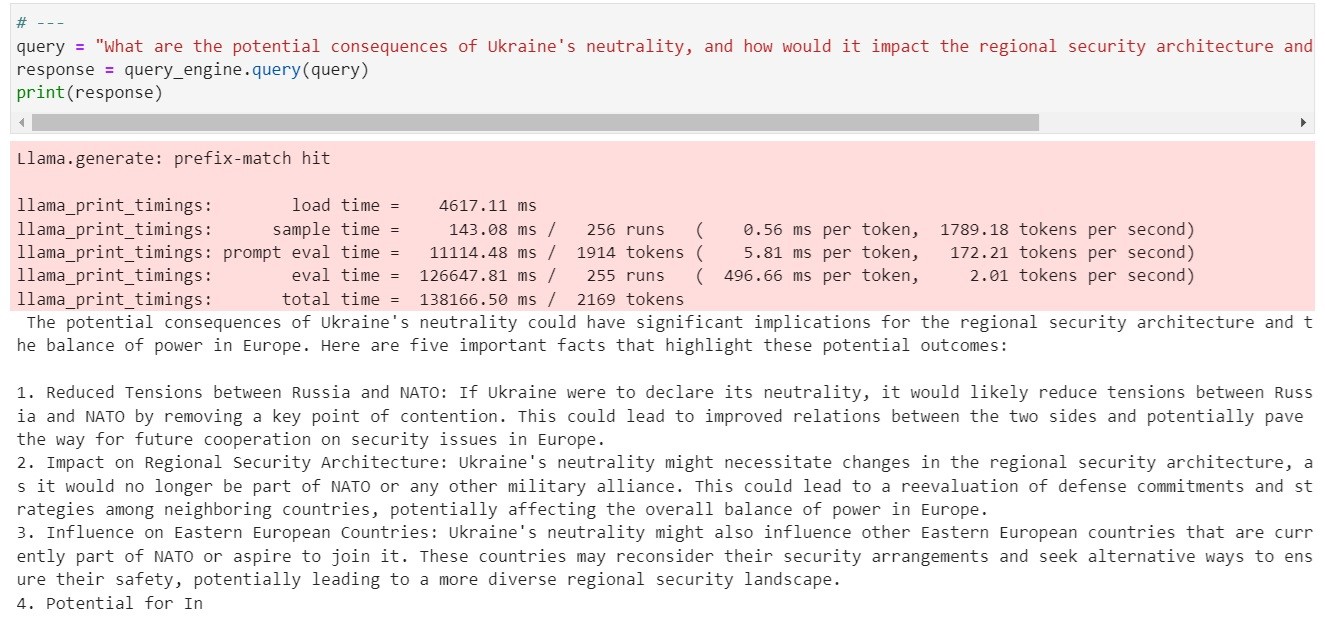 # ---
query = "What are the potential consequences of Ukraine's neutrality, and how would it impact the regional security architecture and
response = query_engine.query(query)
print(response)
Llama.generate: prefix-match hit
llama_print_timings:        load time =    4617.11 ms
llama_print_timings:      sample time =     143.08 ms /   256 runs   (    0.56 ms per token,  1789.18 tokens per second)
llama_print_timings: prompt eval time =   11114.48 ms /  1914 tokens (    5.81 ms per token,   172.21 tokens per second)
llama_print_timings:        eval time =  126647.81 ms /   255 runs   (  496.66 ms per token,     2.01 tokens per second)
llama_print_timings:       total time =  138166.50 ms /  2169 tokens
The potential consequences of Ukraine's neutrality could have significant implications for the regional security architecture and t
he balance of power in Europe. Here are five important facts that highlight these potential outcomes:
1. Reduced Tensions between Russia and NATO: If Ukraine were to declare its neutrality, it would likely reduce tensions between Russ
ia and NATO by removing a key point of contention. This could lead to improved relations between the two sides and potentially pave
the way for future cooperation on security issues in Europe.
2. Impact on Regional Security Architecture: Ukraine's neutrality might necessitate changes in the regional security architecture, a
s it would no longer be part of NATO or any other military alliance. This could lead to a reevaluation of defense commitments and st
rategies among neighboring countries, potentially affecting the overall balance of power in Europe.
3. Influence on Eastern European Countries: Ukraine's neutrality might also influence other Eastern European countries that are curr
ently part of NATO or aspire to join it. These countries may reconsider their security arrangements and seek alternative ways to ens
ure their safety, potentially leading to a more diverse regional security landscape.
4. Potential for In